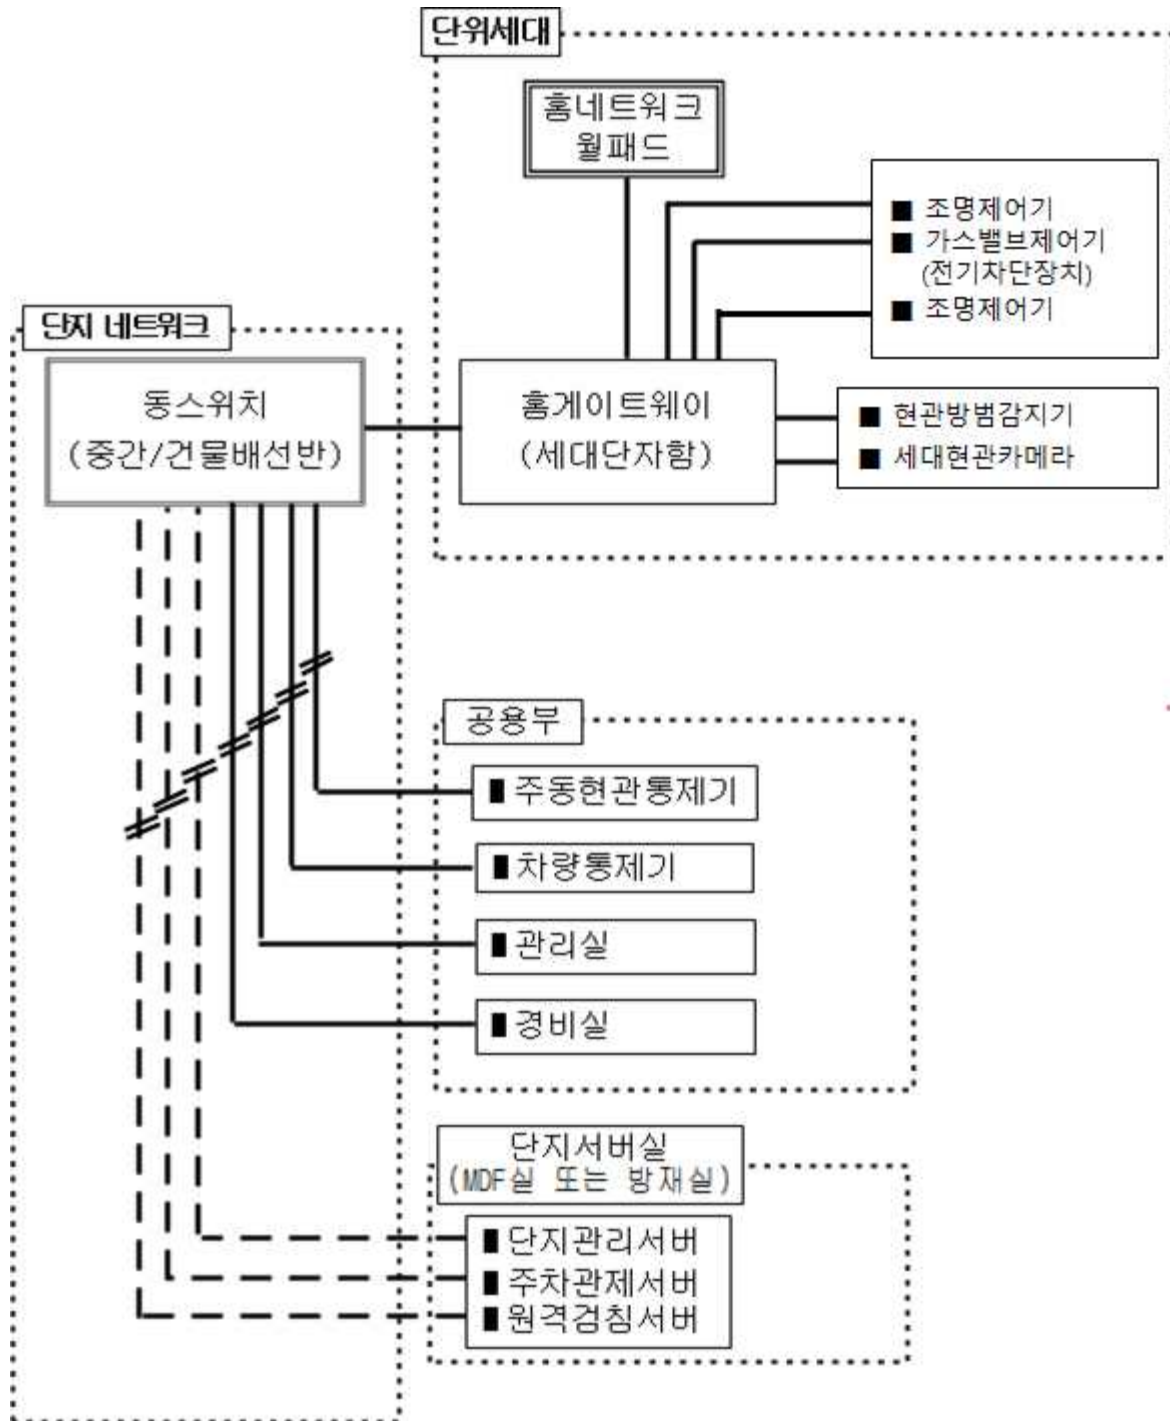 단위세대
홈네트워크
월패드
■ 조명제어기
■ 가스밸브제어기
(전기차단장치)
■ 조명제어기
단지 네트워크
동스위치
(중간/건물배선반)
홈게이트웨이
(세대단자함)
■ 현관방범감지기
■ 세대현관카메라
공용부
■ 주동현관통제기
■ 차량통제기
■ 관리실
■ 경비실
단지서버실
(MDF실 또는 방재실)
■ 단지관리서버
■ 주차관제서버
■ 원격검침서버